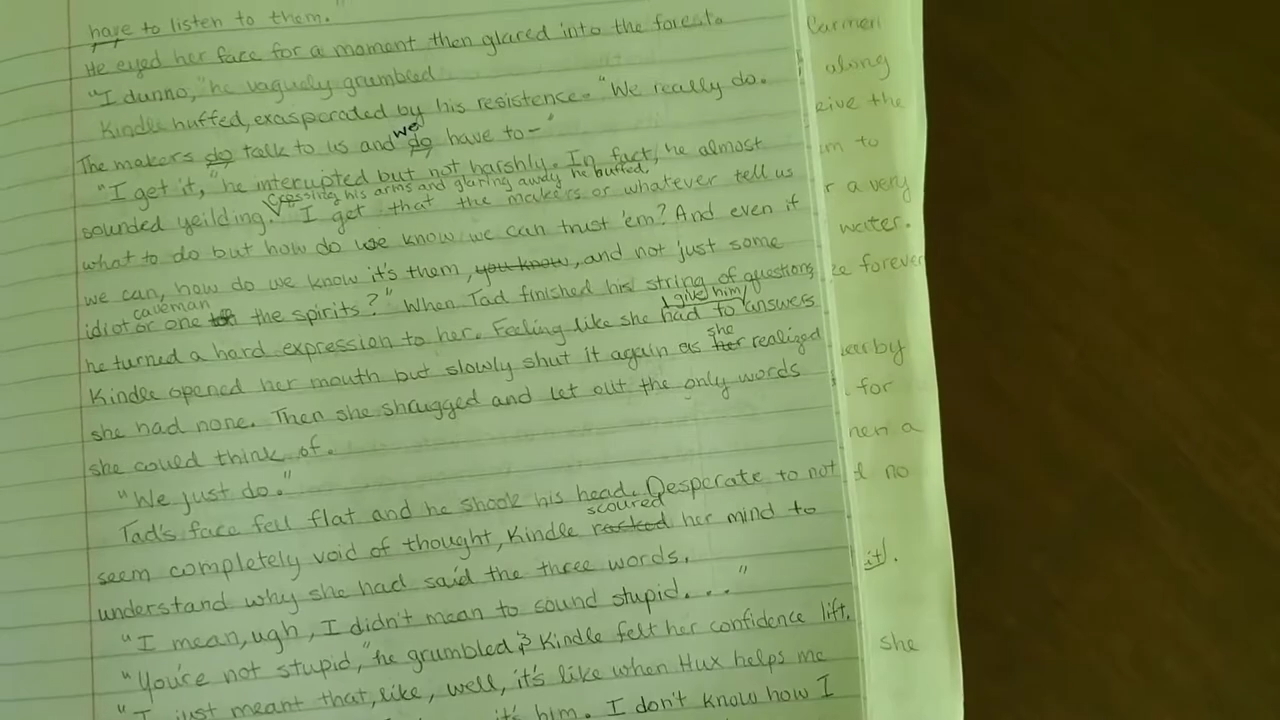 have to listen to them."
He eyed her face for a moment then glared into the forest.
"I dunno," he vaguely grumbled
Kindle huffed, exasperated by his resistence. "We really do.
The makers do talk to us and we do have to-"
"I get it," he interupted but not harshly. In fact, he almost
crossing his arms and glaring away he huffed,
sounded yeilding. "I get that the makers or whatever tell us
what to do but how do we know we can trust 'em? And even if
we can, how do we know it's them, you know, and not just some
caveman
idiot or one the spirits?" When Tad finished his string of questions
I give him
he turned a hard expression to her. Feeling like she had to answers
she
Kindle opened her mouth but slowly shut it again as her realized
she had none. Then she shrugged and let out the only words
she could think of.
"We just do."
Tad's face fell flat and he shook his head. Desperate to not
scoured
seem completely void of thought, Kindle racked her mind to
understand why she had said the three words.
"I mean, ugh, I didn't mean to sound stupid..."
"You're not stupid," he grumbled & Kindle felt her confidence lift.
"I just meant that, like, well, it's like when Hux helps me
it's him. I don't know how I
Carmen
along
the
to
r a very
water.
forever
for
a
no
it).
she